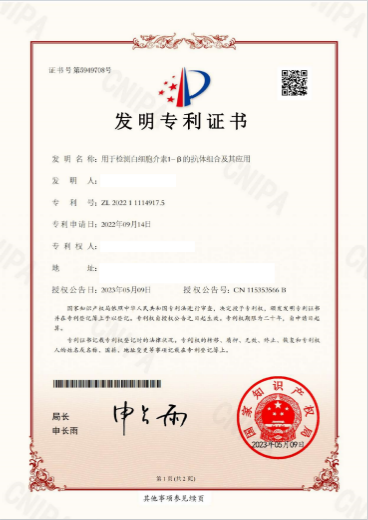 证书号第5949708号
发明专利证书
发 明 名 称：用于检测白细胞介素1-β的抗体组合及其应用
发 明 人：
专 利 号：ZL 2022 1 1114917.5
专利申请日：2022年09月14日
专 利 权 人：
地 址：
授权公告日：2023年05月09日 授权公告号：CN 115353566 B
国家知识产权局依照中华人民共和国专利法进行审查，决定授予专利权，颁发发明专利证书
并在专利登记簿上予以登记。专利权自授权公告之日起生效。专利权期限为二十年，自申请日起
算。
专利证书记载专利权登记时的法律状况。专利权的转移、质押、无效、终止、恢复和专利权
人的姓名或名称、国籍、地址变更等事项记载在专利登记簿上。
局长
申长雨
申长雨
国家知识产权局
2023年05月09日
第 1 页 (共 2 页)
其他事项参见续页
CNIPA